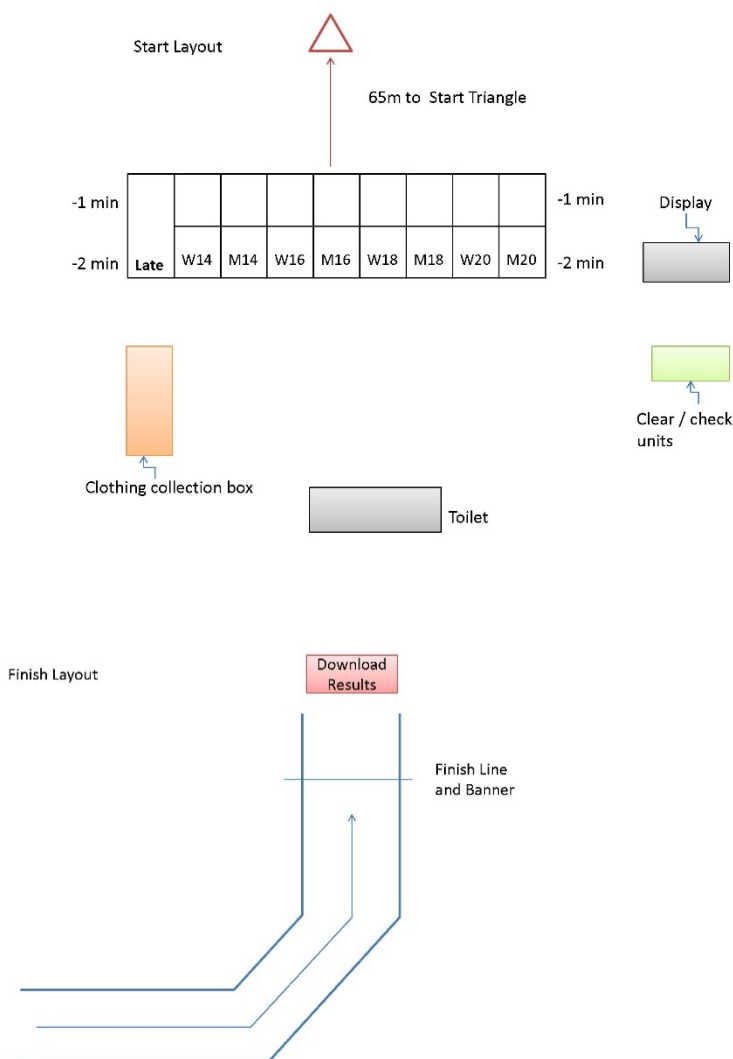 Start Layout
65m to Start Triangle
-1 min
-1 min
Display
-2 min
Late
W14
M14
W16
M16
W18
M18
W20
M20
-2 min
Clear / check
units
Clothing collection box
Toilet
Finish Layout
Download
Results
Finish Line
and Banner